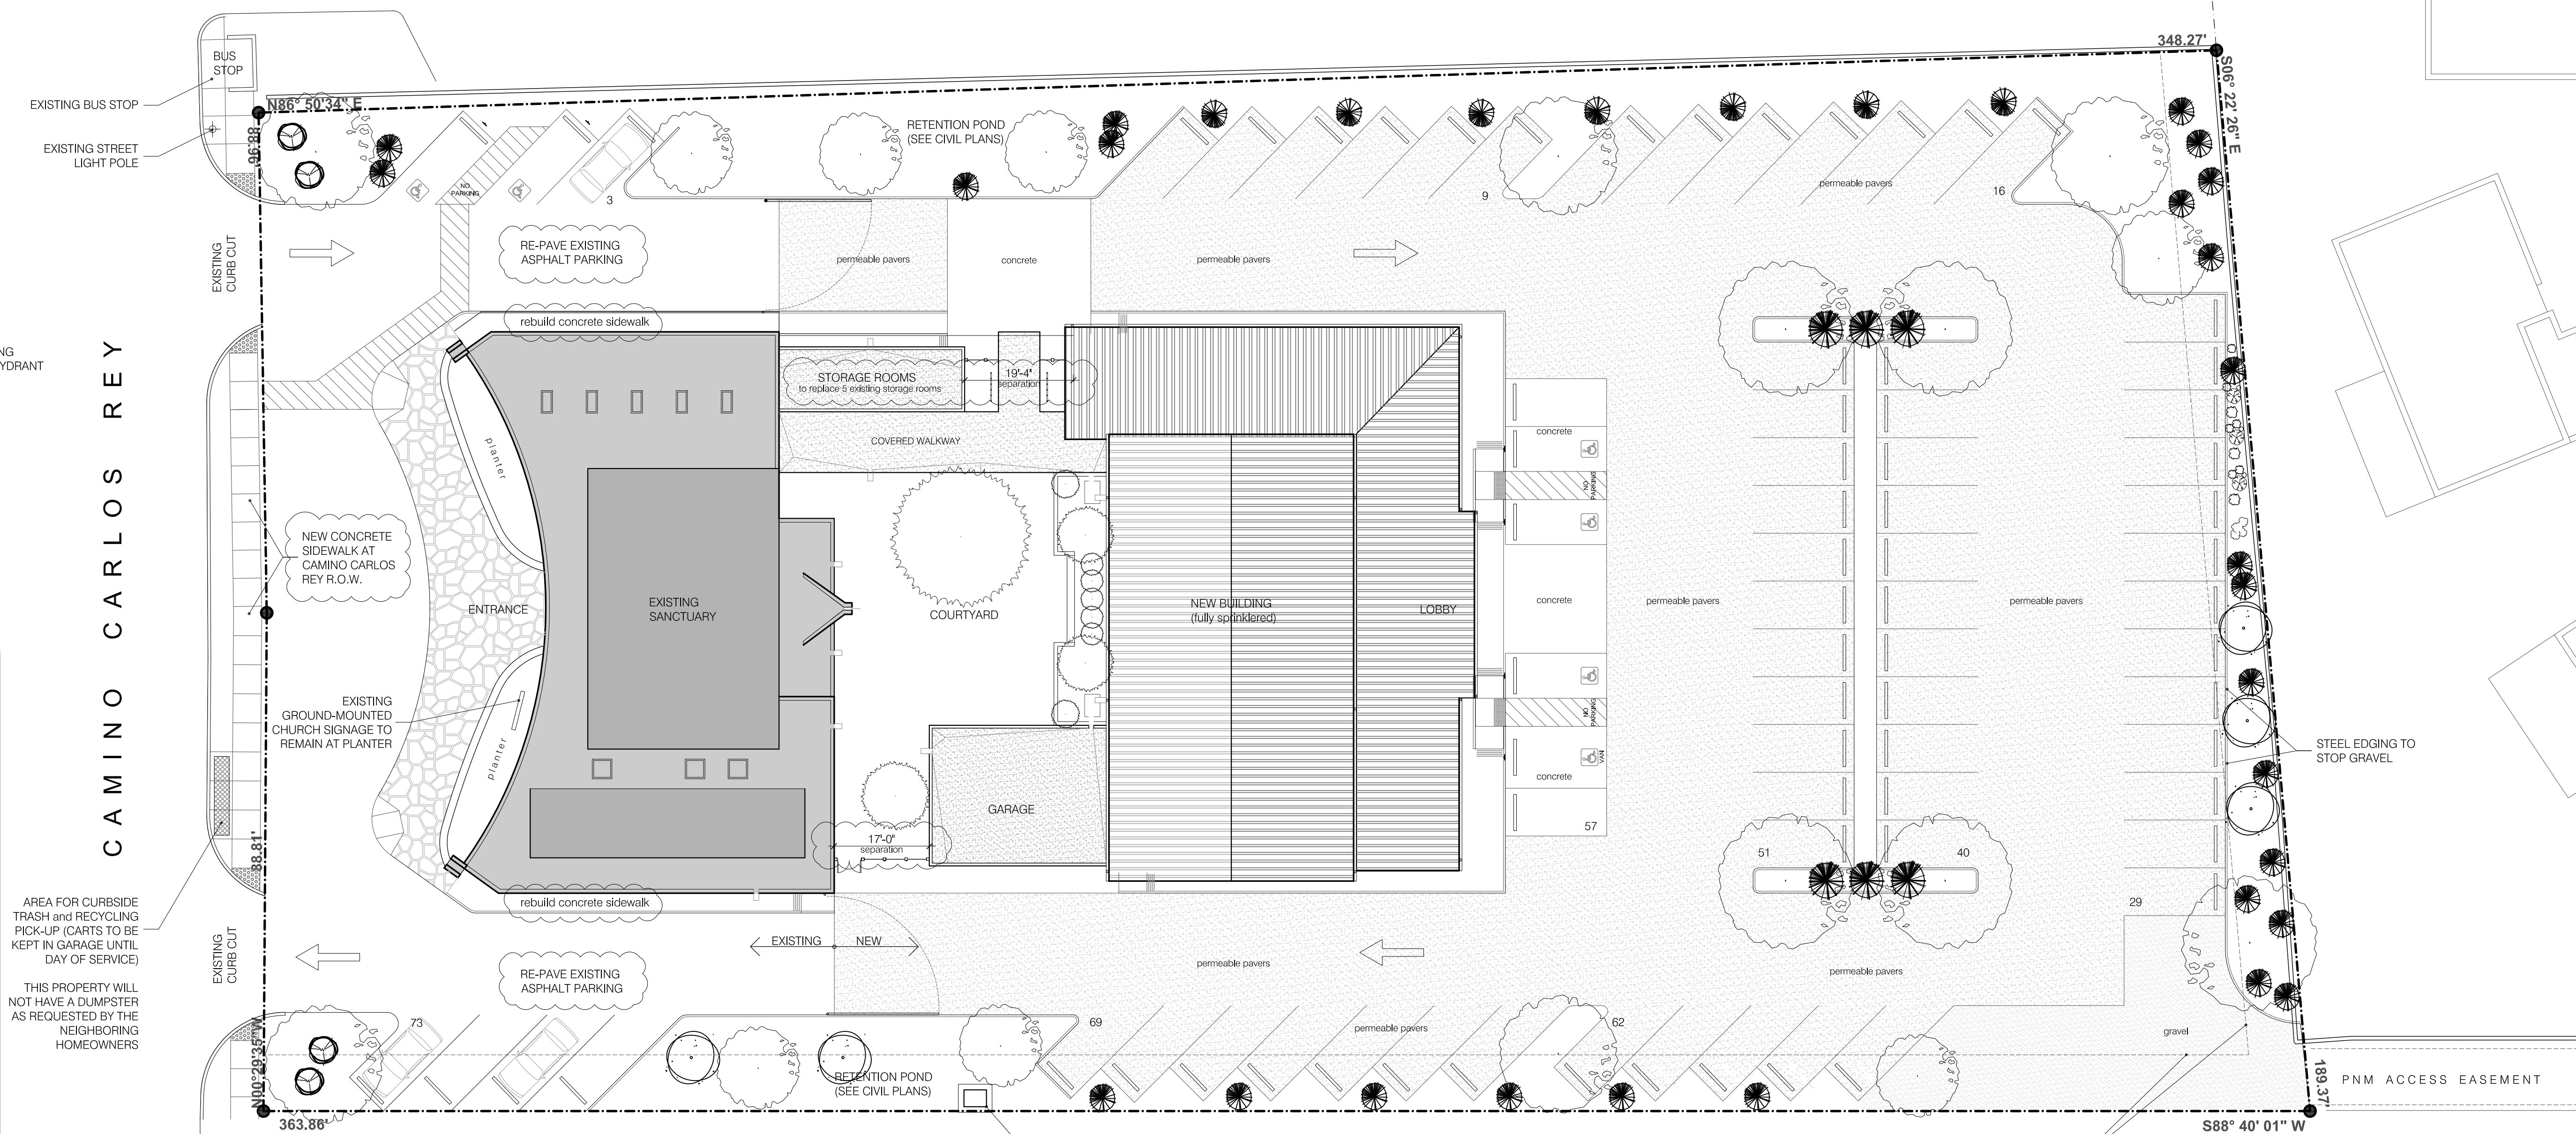 348.27'
BUS
STOP
S06° 22' 26" E
EXISTING BUS STOP
N86° 50'34" E
88.96'
RETENTION POND
(SEE CIVIL PLANS)
EXISTING STREET
LIGHT POLE
NO
PARKING
permeable pavers
3
9
16
EXISTING
CURB CUT
RE-PAVE EXISTING
ASPHALT PARKING
permeable pavers
concrete
permeable pavers
rebuild concrete sidewalk
NG
YDRANT
CAMINO CARLOS REY
STORAGE ROOMS
to replace 5 existing storage rooms
19'-4"
separation
planter
COVERED WALKWAY
concrete
NO
PARKING
NEW CONCRETE
SIDEWALK AT
CAMINO CARLOS
REY R.O.W.
ENTRANCE
EXISTING
SANCTUARY
COURTYARD
NEW BUILDING
(fully sprinklered)
LOBBY
concrete
permeable pavers
permeable pavers
EXISTING
GROUND-MOUNTED
CHURCH SIGNAGE TO
REMAIN AT PLANTER
planter
NO
PARKING
VAN
concrete
STEEL EDGING TO
STOP GRAVEL
GARAGE
57
88.81'
17'-0"
separation
51
40
AREA FOR CURBSIDE
TRASH and RECYCLING
PICK-UP (CARTS TO BE
KEPT IN GARAGE UNTIL
DAY OF SERVICE)
rebuild concrete sidewalk
29
EXISTING
CURB CUT
EXISTING
NEW
RE-PAVE EXISTING
ASPHALT PARKING
permeable pavers
permeable pavers
THIS PROPERTY WILL
NOT HAVE A DUMPSTER
AS REQUESTED BY THE
NEIGHBORING
HOMEOWNERS
73
69
62
permeable pavers
gravel
N00°29'35"W
RETENTION POND
(SEE CIVIL PLANS)
189.37'
PNM ACCESS EASEMENT
363.86'
S88° 40' 01" W